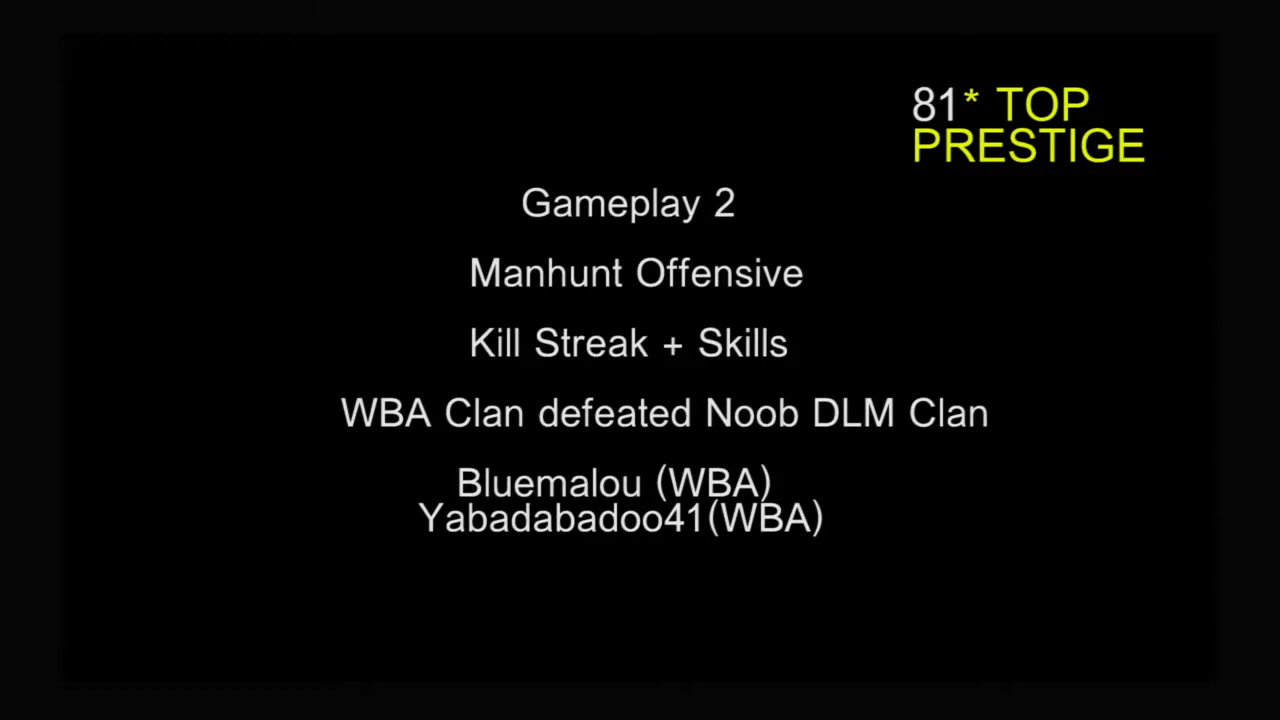 81* TOP
PRESTIGE
Gameplay 2
Manhunt Offensive
Kill Streak + Skills
WBA Clan defeated Noob DLM Clan
Bluemalou (WBA)
Yabadabadoo41(WBA)